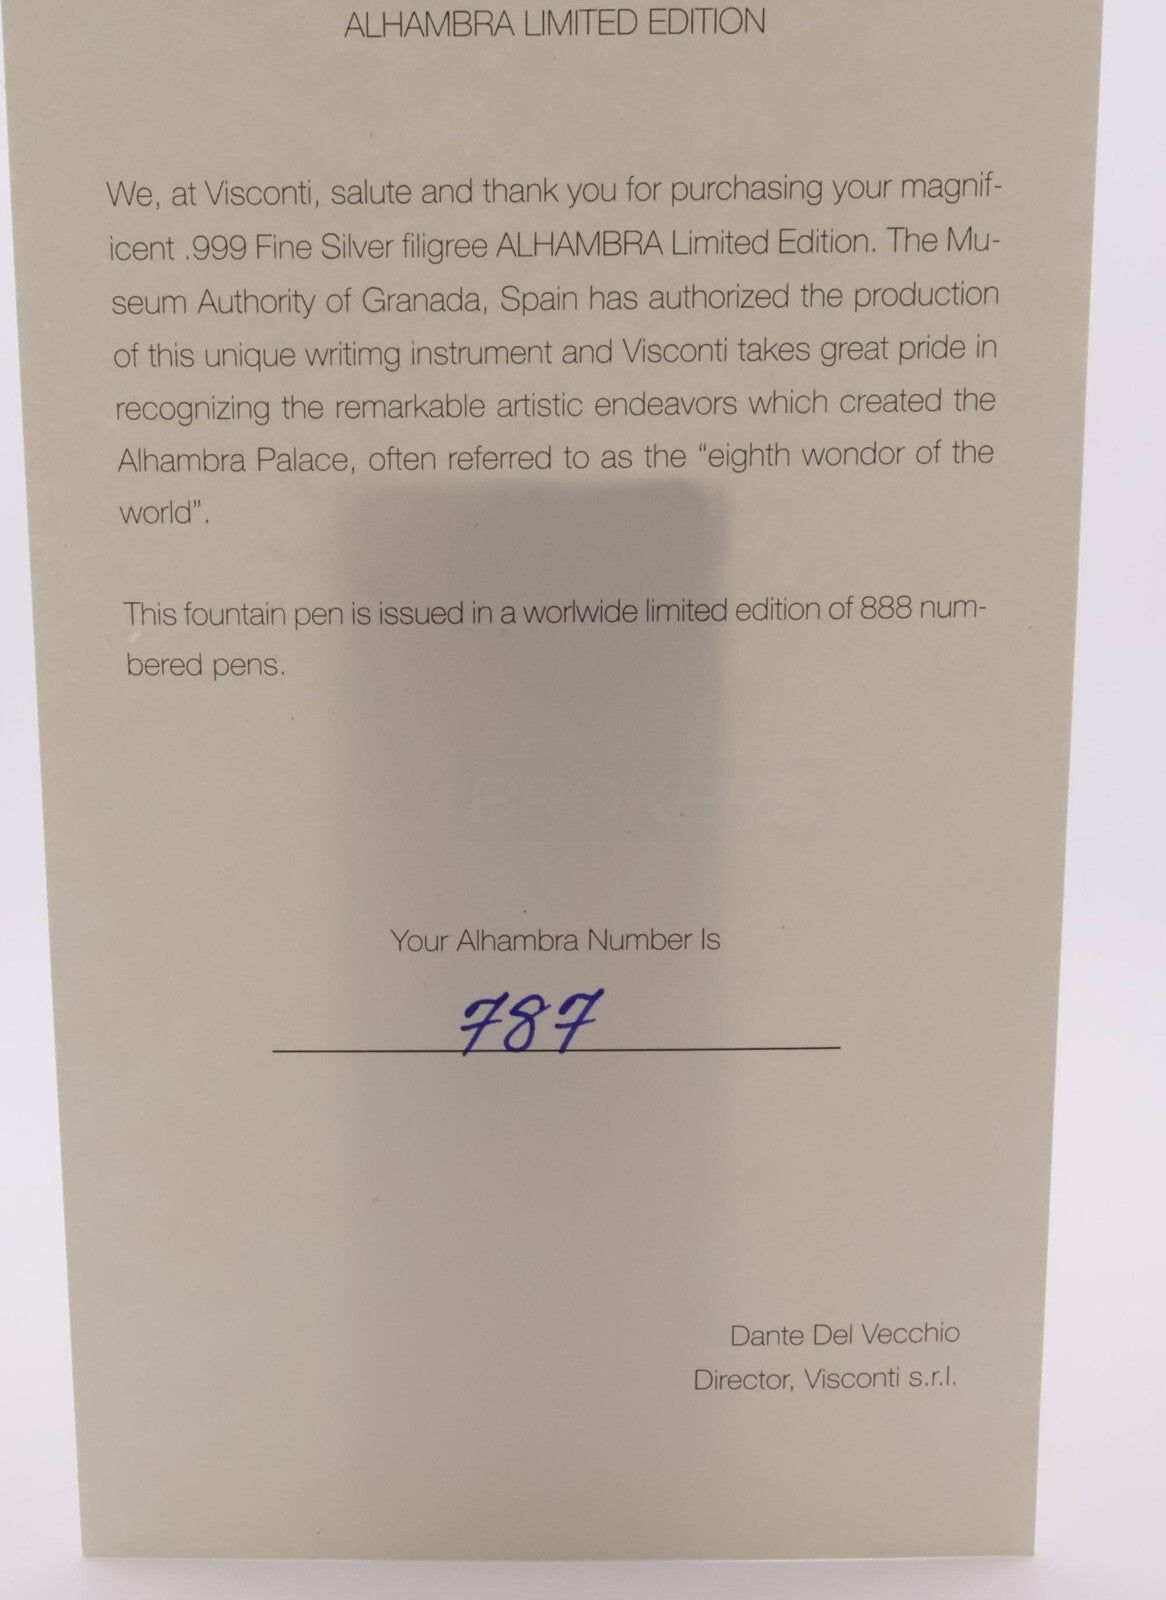 ALHAMBRA LIMITED EDITION
We, at Visconti, salute and thank you for purchasing your magnif-
icent .999 Fine Silver filigree ALHAMBRA Limited Edition. The Mu-
seum Authority of Granada, Spain has authorized the production
of this unique writimg instrument and Visconti takes great pride in
recognizing the remarkable artistic endeavors which created the
Alhambra Palace, often referred to as the “eighth wondor of the
world”.
This fountain pen is issued in a worlwide limited edition of 888 num-
bered pens.
BROKERS
Your Alhambra Number Is
787
Dante Del Vecchio
Director, Visconti s.r.l.